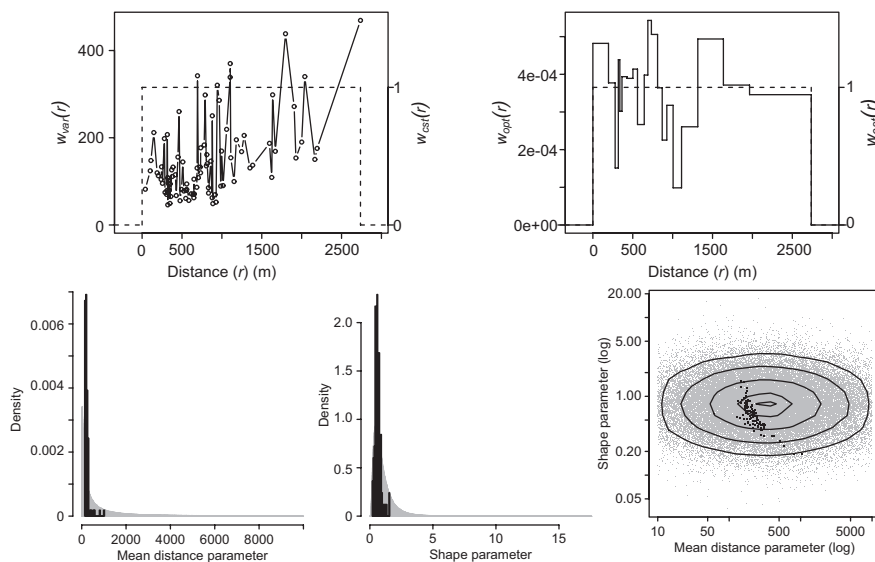 400
200
0
w_var(r)
1
0
w_cst(r)
0 500 1500 2500
Distance (r) (m)
4e-04
2e-04
0e+00
w_opt(r)
1
0
0 500 1500 2500
Distance (r) (m)
0.006
0.004
0.002
0
Density
0 2000 4000 6000 8000
Mean distance parameter
2.0
1.5
1.0
0.5
0
Density
0 5 10 15
Shape parameter
20.00
5.00
1.00
0.20
0.05
Shape parameter (log)
10 50 500 5000
Mean distance parameter (log)